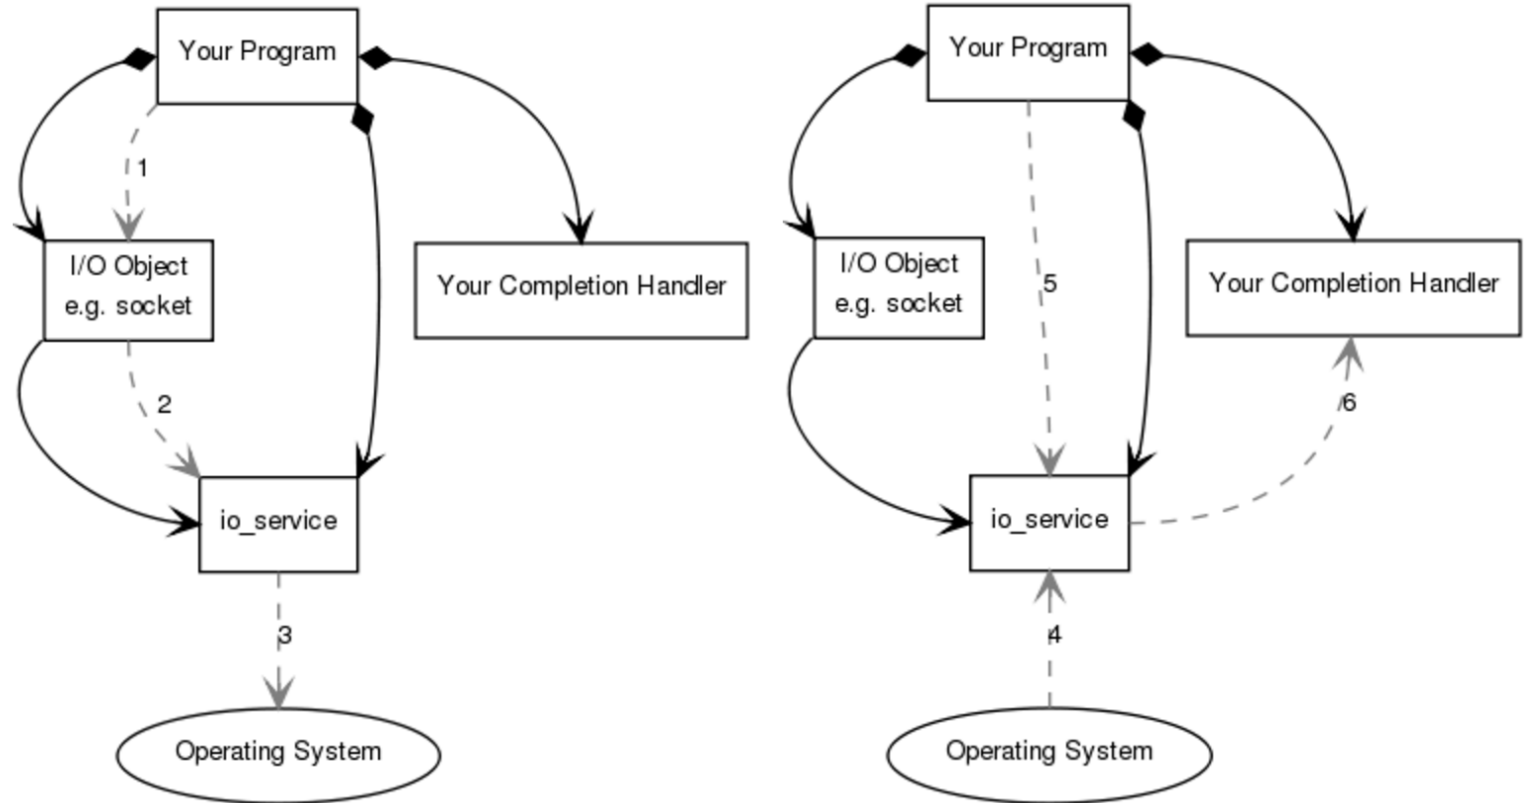 Your Program
1
I/O Object
e.g. socket
Your Completion Handler
2
io_service
3
Operating System
Your Program
I/O Object
e.g. socket
5
Your Completion Handler
6
io_service
4
Operating System